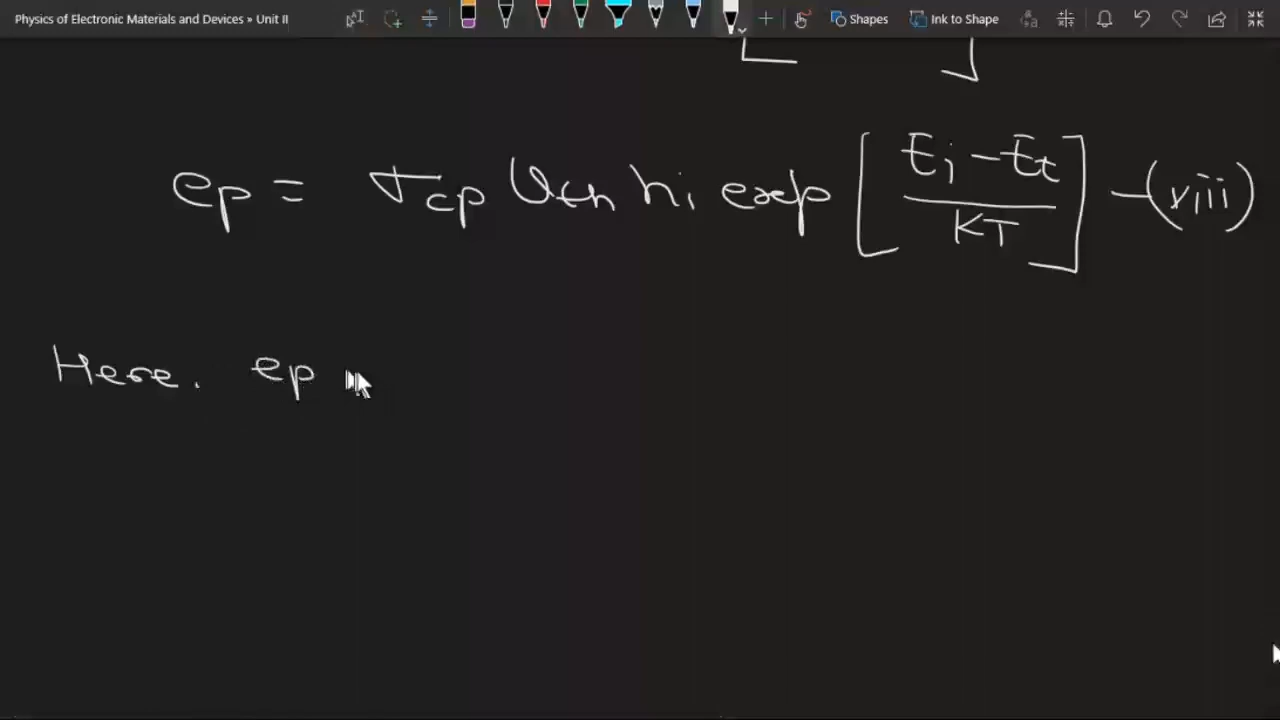 Physics of Electronic Materials and Devices » Unit II
Shapes
Ink to Shape
ep = σcp υth ni exp [ (Ei - Et) / KT ] - (viii)
Here. ep